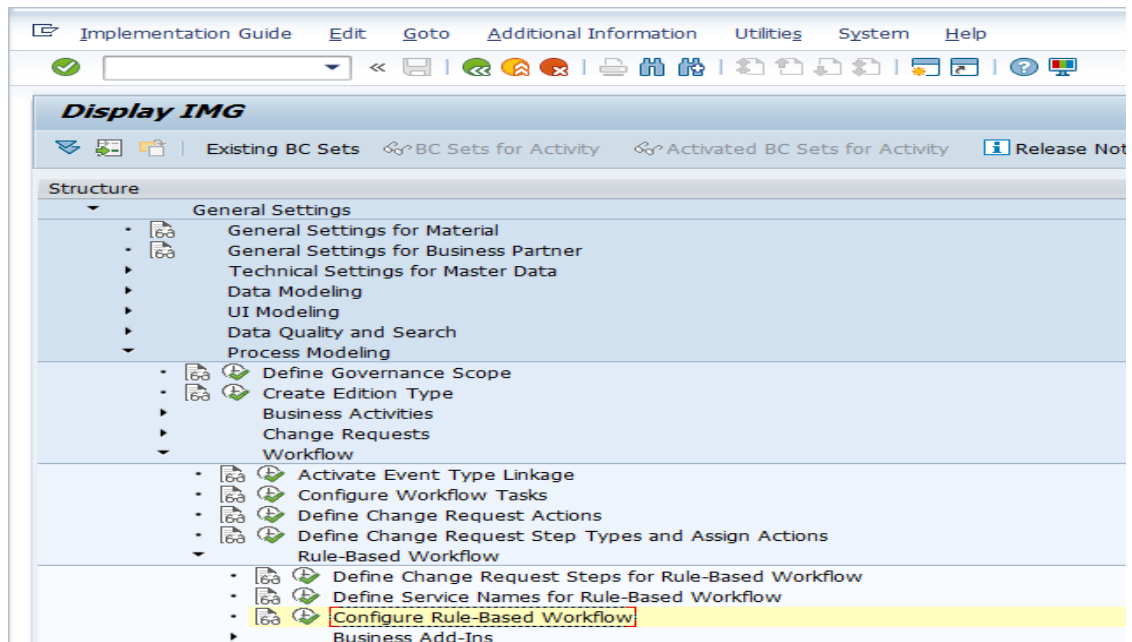 Implementation Guide Edit Goto Additional Information Utilities System Help
Display IMG
Existing BC Sets BC Sets for Activity Activated BC Sets for Activity Release Not
Structure
General Settings
General Settings for Material
General Settings for Business Partner
Technical Settings for Master Data
Data Modeling
UI Modeling
Data Quality and Search
Process Modeling
Define Governance Scope
Create Edition Type
Business Activities
Change Requests
Workflow
Activate Event Type Linkage
Configure Workflow Tasks
Define Change Request Actions
Define Change Request Step Types and Assign Actions
Rule-Based Workflow
Define Change Request Steps for Rule-Based Workflow
Define Service Names for Rule-Based Workflow
Configure Rule-Based Workflow
Business Add-Ins